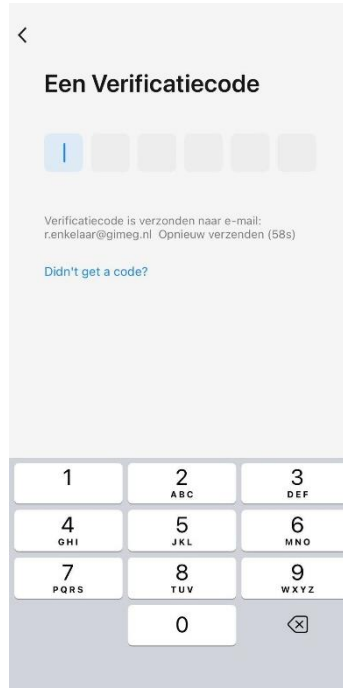 Een Verificatiecode
Verificatiecode is verzonden naar e-mail:
r.enkelaar@gimeg.nl Opnieuw verzenden (58s)
Didn't get a code?
1 2 3
ABC DEF
4 5 6
GHI JKL MNO
7 8 9
PQRS TUV WXYZ
0